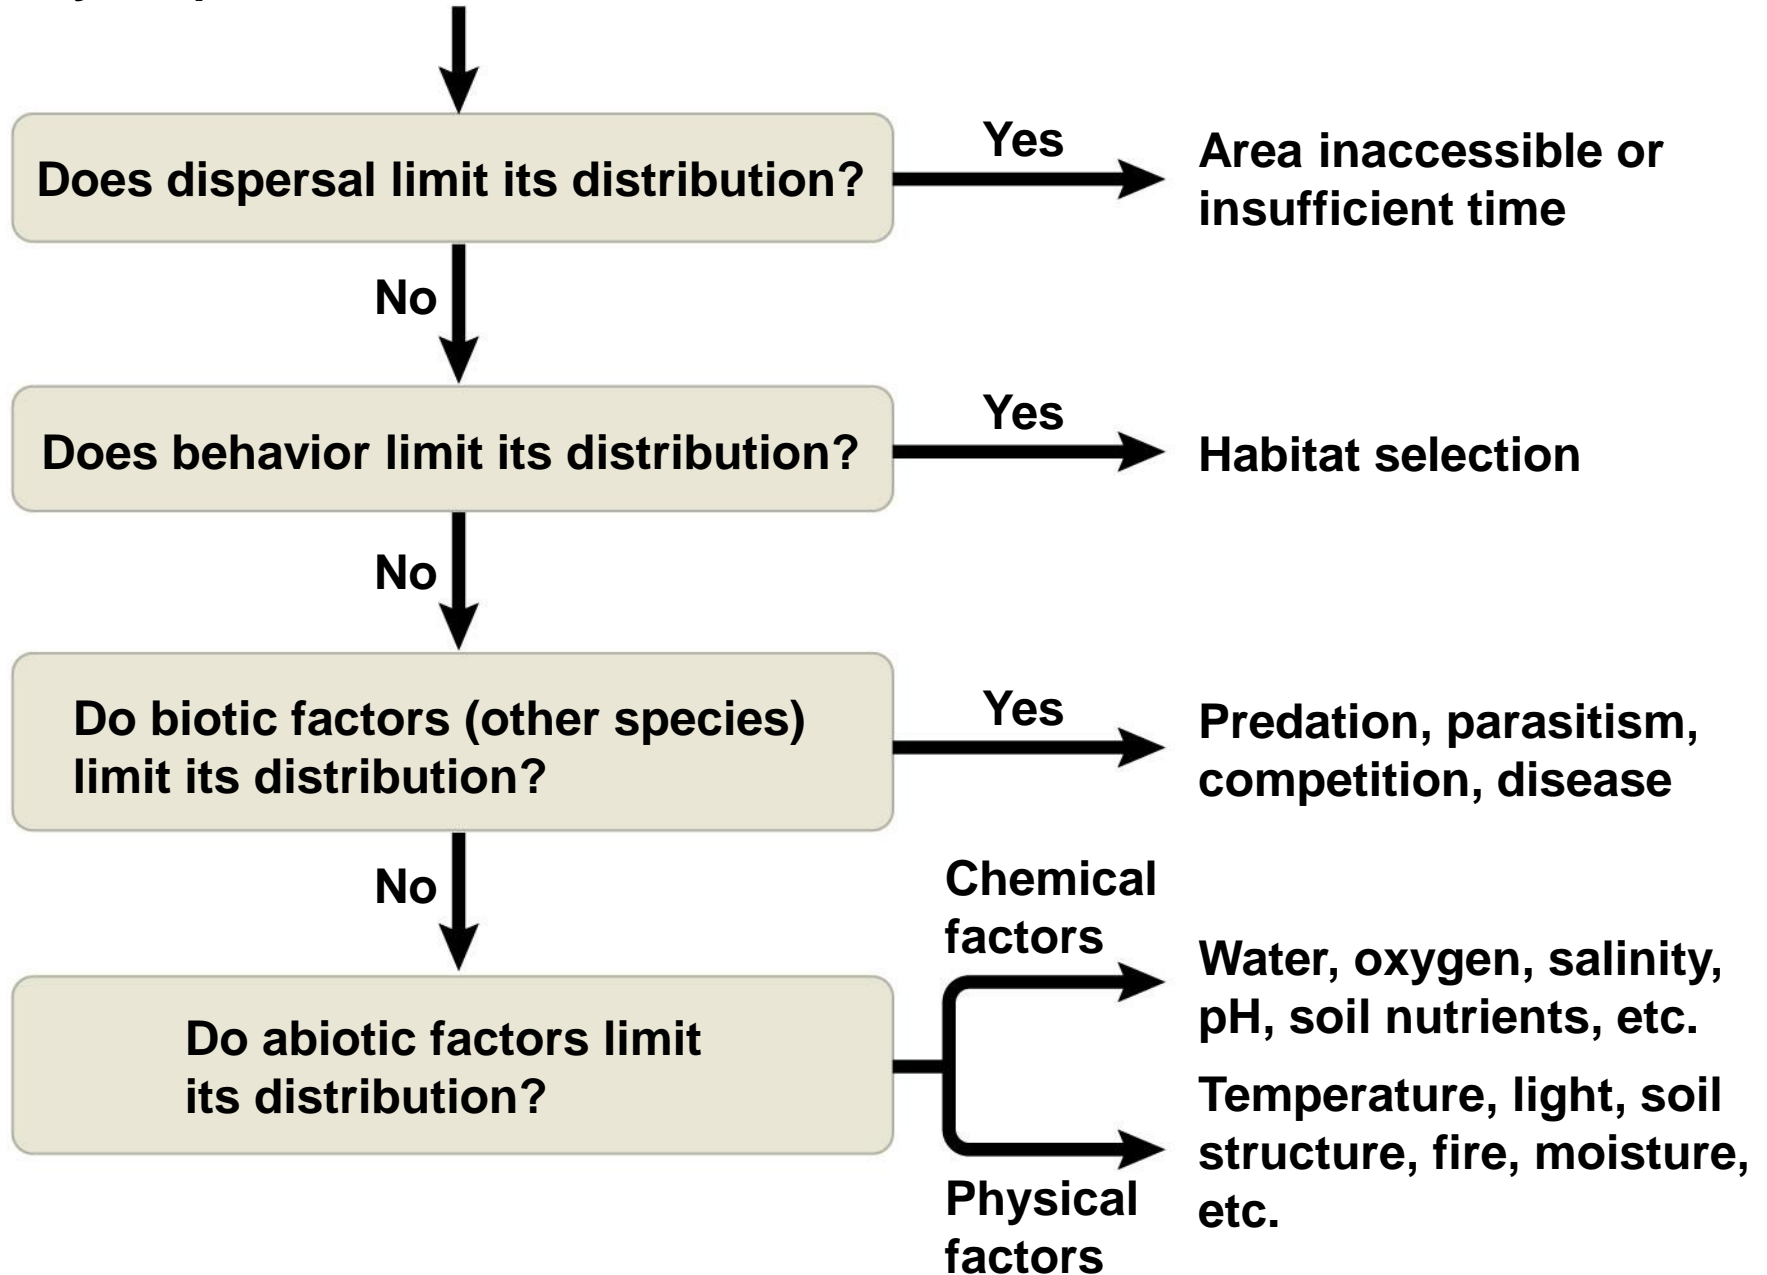 Does dispersal limit its distribution?
Yes
Area inaccessible or
insufficient time
No
Does behavior limit its distribution?
Yes
Habitat selection
No
Do biotic factors (other species)
limit its distribution?
Yes
Predation, parasitism,
competition, disease
No
Do abiotic factors limit
its distribution?
Chemical
factors
Water, oxygen, salinity,
pH, soil nutrients, etc.
Temperature, light, soil
structure, fire, moisture,
etc.
Physical
factors